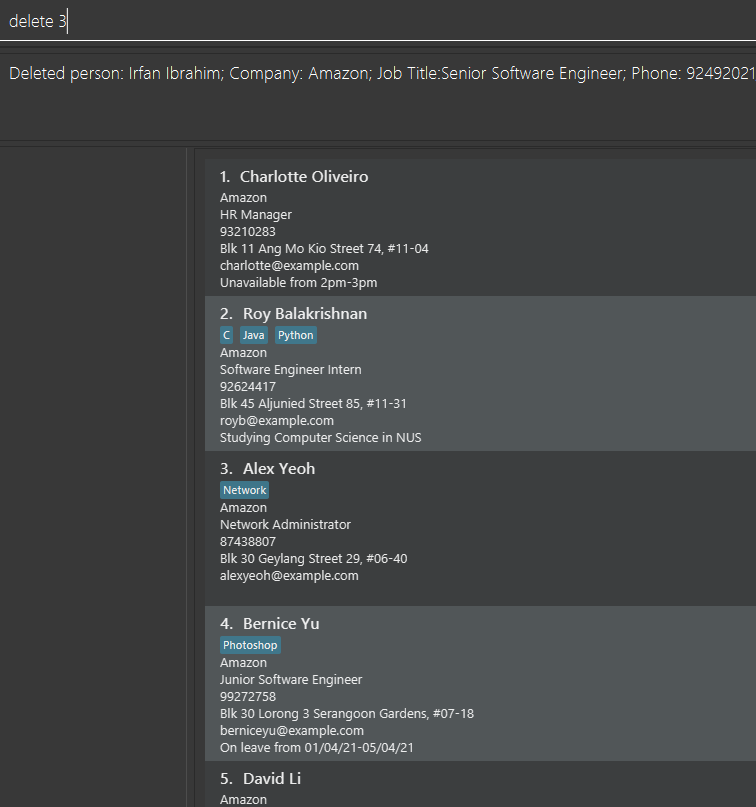 delete 3
Deleted person: Irfan Ibrahim; Company: Amazon; Job Title:Senior Software Engineer; Phone: 92492021
1. Charlotte Oliveiro
Amazon
HR Manager
93210283
Blk 11 Ang Mo Kio Street 74, #11-04
charlotte@example.com
Unavailable from 2pm-3pm
2. Roy Balakrishnan
C Java Python
Amazon
Software Engineer Intern
92624417
Blk 45 Aljunied Street 85, #11-31
royb@example.com
Studying Computer Science in NUS
3. Alex Yeoh
Network
Amazon
Network Administrator
87438807
Blk 30 Geylang Street 29, #06-40
alexyeoh@example.com
4. Bernice Yu
Photoshop
Amazon
Junior Software Engineer
99272758
Blk 30 Lorong 3 Serangoon Gardens, #07-18
berniceyu@example.com
On leave from 01/04/21-05/04/21
5. David Li
Amazon